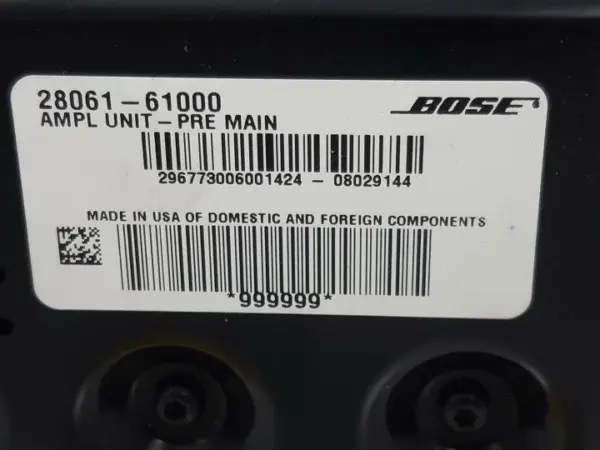 28061-61000
BOSE
AMPL UNIT-PRE MAIN
296773006001424 - 08029144
MADE IN USA OF DOMESTIC AND FOREIGN COMPONENTS
*999999*